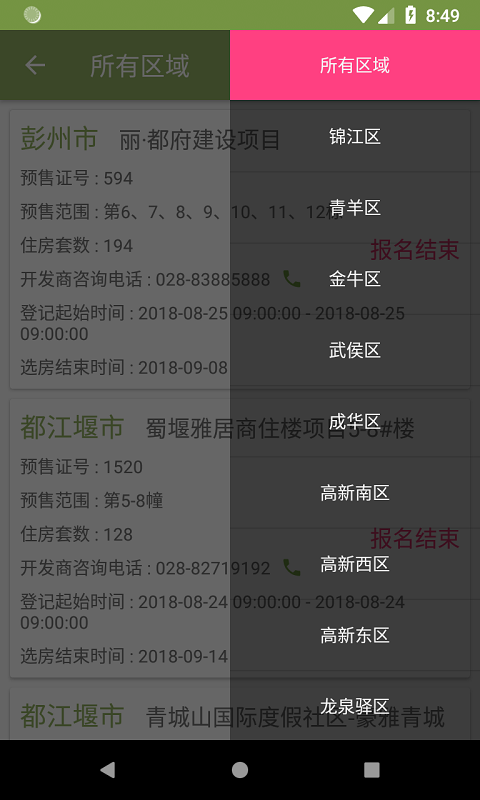 8:49
所有区域
彭州市 丽·都府建设项目
预售证号 : 594
预售范围 : 第6、7、8、9、10、11、12栋
住房套数 : 194
报名结束
开发商咨询电话 : 028-83885888
登记起始时间 : 2018-08-25 09:00:00 - 2018-08-25
09:00:00
选房结束时间 : 2018-09-08
都江堰市 蜀堰雅居商住楼项目5-8#楼
预售证号 : 1520
预售范围 : 第5-8幢
住房套数 : 128
报名结束
开发商咨询电话 : 028-82719192
登记起始时间 : 2018-08-24 09:00:00 - 2018-08-24
09:00:00
选房结束时间 : 2018-09-14
都江堰市 青城山国际度假社区-豪雅青城
所有区域
锦江区
青羊区
金牛区
武侯区
成华区
高新南区
高新西区
高新东区
龙泉驿区